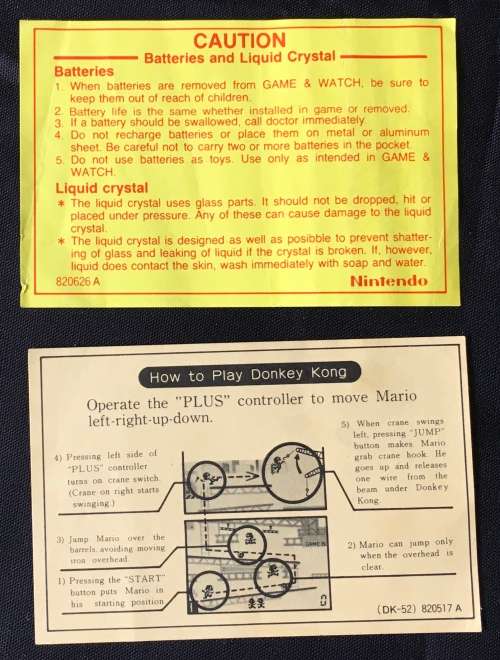 CAUTION
Batteries and Liquid Crystal
Batteries
1. When batteries are removed from GAME & WATCH, be sure to
keep them out of reach of children.
2. Battery life is the same whether installed in game or removed.
3. If a battery should be swallowed, call doctor immediately.
4. Do not recharge batteries or place them on metal or aluminum
sheet. Be careful not to carry two or more batteries in the pocket.
5. Do not use batteries as toys. Use only as intended in GAME &
WATCH.
Liquid crystal
* The liquid crystal uses glass parts. It should not be dropped, hit or
placed under pressure. Any of these can cause damage to the liquid
crystal.
* The liquid crystal is designed as well as posibble to prevent shatter-
ing of glass and leaking of liquid if the crystal is broken. If, however,
liquid does contact the skin, wash immediately with soap and water.
820626 A
Nintendo
How to Play Donkey Kong
Operate the "PLUS" controller to move Mario
left-right-up-down.
4) Pressing left side of
"PLUS" controller
turns on crane switch.
(Crane on right starts
swinging.)
5) When crane swings
left, pressing "JUMP"
button makes Mario
grab crane hook. He
goes up and releases
one wire from the
beam under Donkey
Kong.
3) Jump Mario over the
barrels, avoiding moving
iron overhead.
1) Pressing the "START"
button puts Mario in
his starting position
2) Mario can jump only
when the overhead is
clear.
GAME B
(DK-52) 820517 A